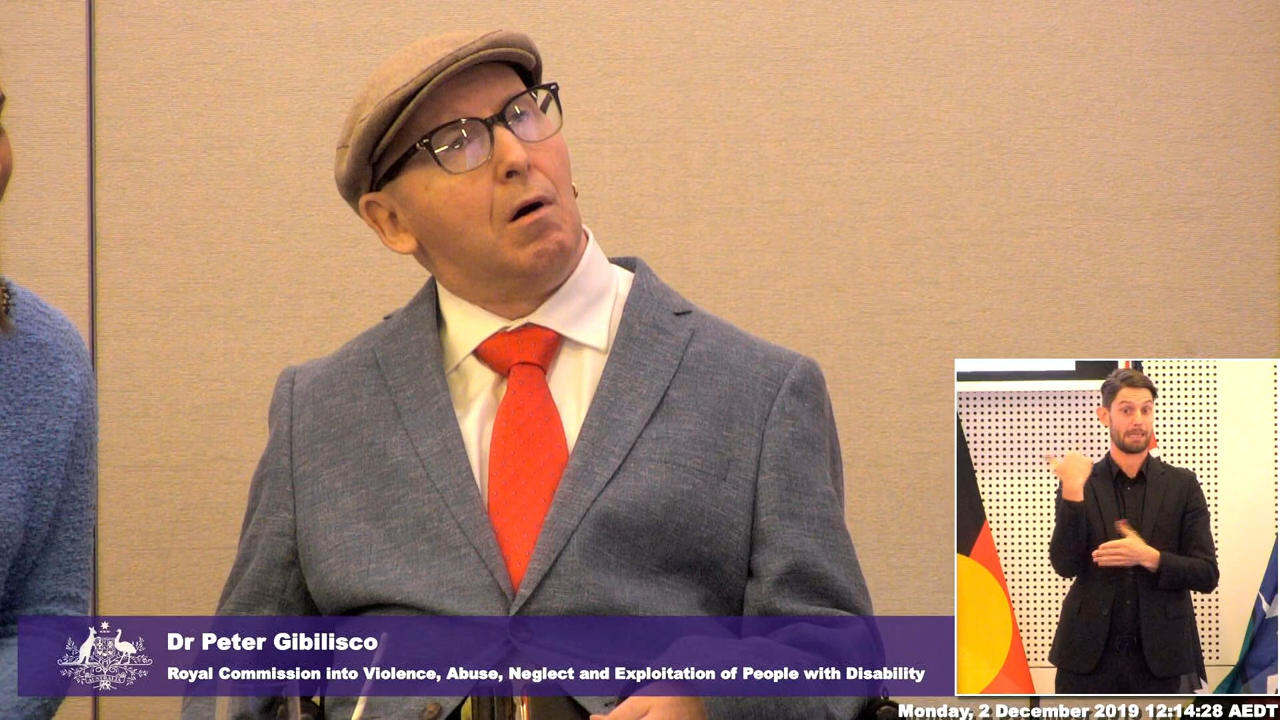 Dr Peter Gibilisco
Royal Commission into Violence, Abuse, Neglect and Exploitation of People with Disability
Monday, 2 December 2019 12:14:28 AEDT